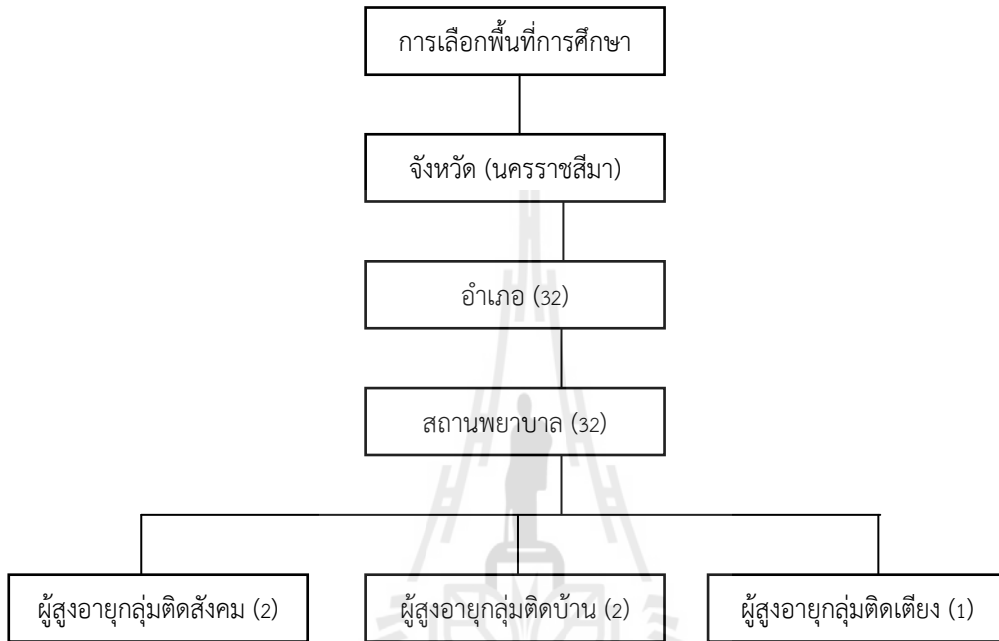 การเลือกพื้นที่การศึกษา
จังหวัด (นครราชสีมา)
อำเภอ (32)
สถานพยาบาล (32)
ผู้สูงอายุกลุ่มติดสังคม (2)
ผู้สูงอายุกลุ่มติดบ้าน (2)
ผู้สูงอายุกลุ่มติดเตียง (1)